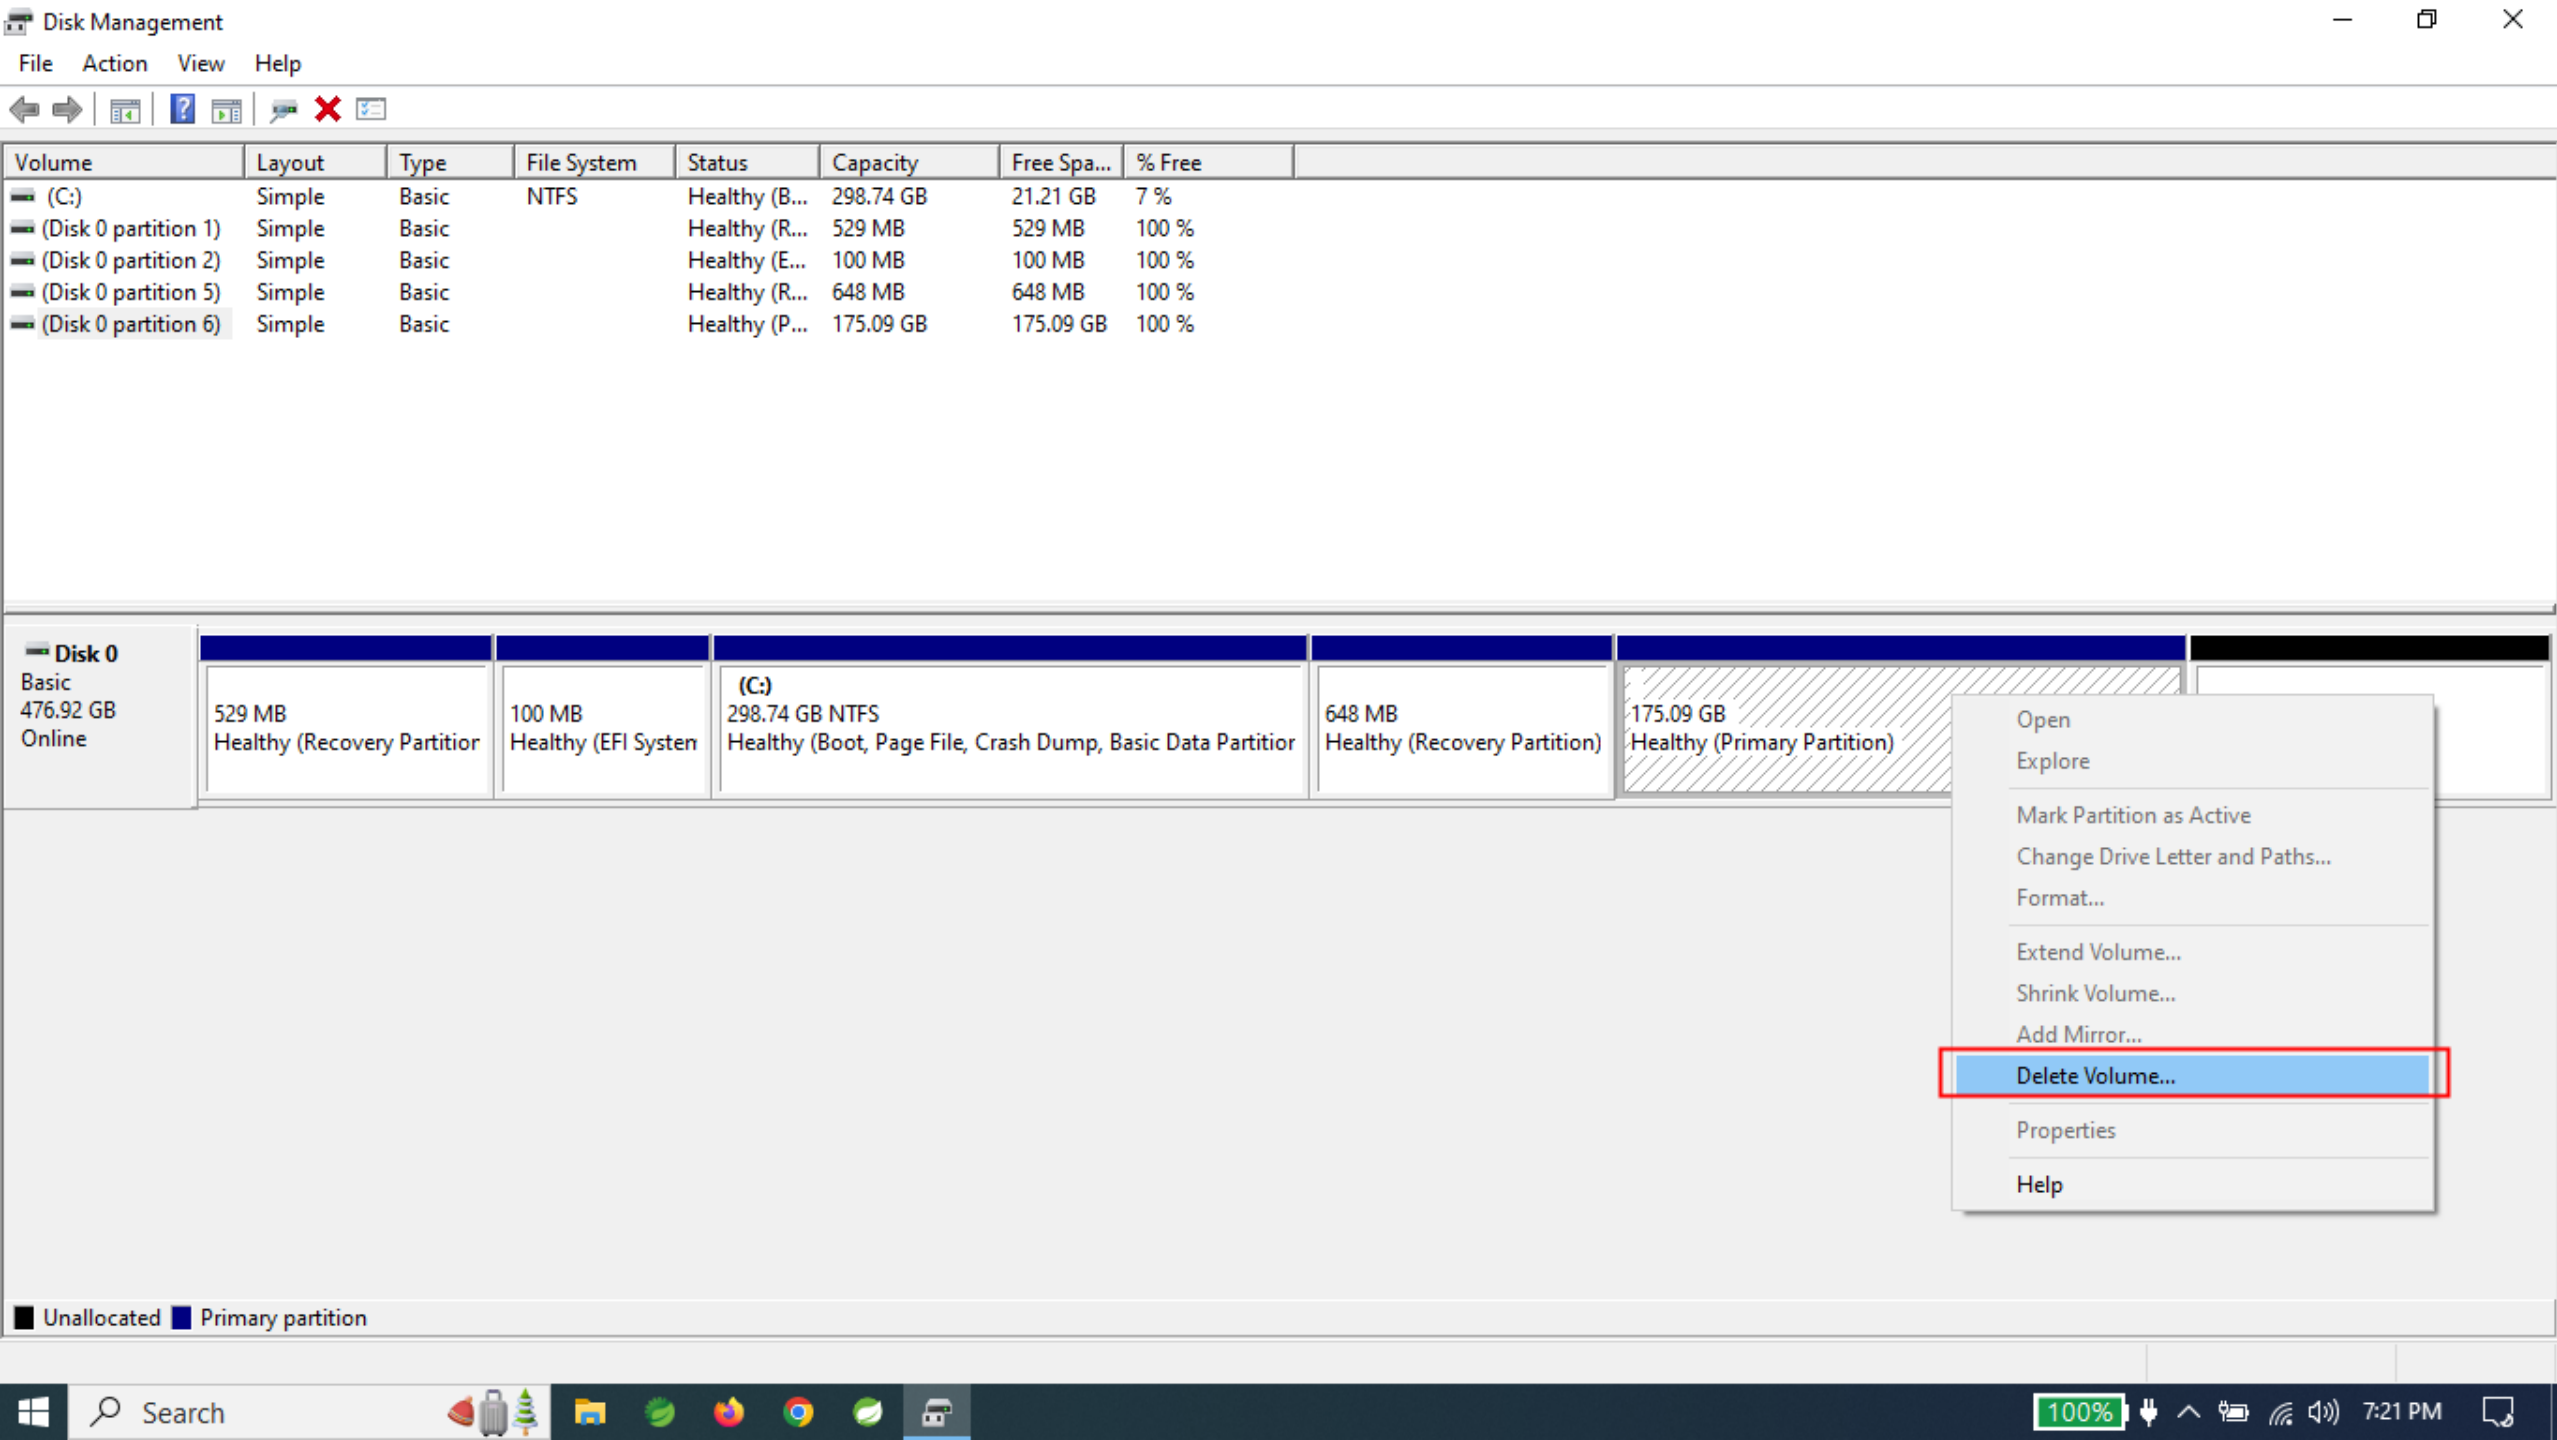 Disk Management
File Action View Help
Volume Layout Type File System Status Capacity Free Spa... % Free
(C:) Simple Basic NTFS Healthy (B... 298.74 GB 21.21 GB 7 %
(Disk 0 partition 1) Simple Basic Healthy (R... 529 MB 529 MB 100 %
(Disk 0 partition 2) Simple Basic Healthy (E... 100 MB 100 MB 100 %
(Disk 0 partition 5) Simple Basic Healthy (R... 648 MB 648 MB 100 %
(Disk 0 partition 6) Simple Basic Healthy (P... 175.09 GB 175.09 GB 100 %
Disk 0
Basic
476.92 GB
Online
529 MB
Healthy (Recovery Partition
100 MB
Healthy (EFI System
(C:)
298.74 GB NTFS
Healthy (Boot, Page File, Crash Dump, Basic Data Partition
648 MB
Healthy (Recovery Partition)
175.09 GB
Healthy (Primary Partition)
Open
Explore
Mark Partition as Active
Change Drive Letter and Paths...
Format...
Extend Volume...
Shrink Volume...
Add Mirror...
Delete Volume...
Properties
Help
Unallocated Primary partition
Search
100% 7:21 PM